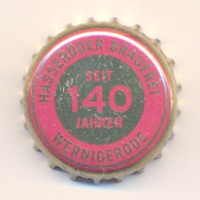 HASSERÖDER BRAUEREI
SEIT
140
JAHREN
WERNIGERODE